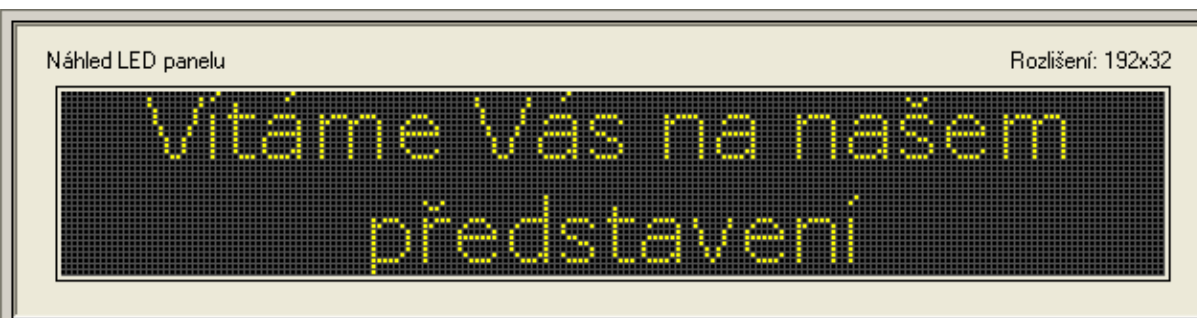 Náhled LED panelu
Rozlišení: 192x32
Vítáme Vás na našem
představení